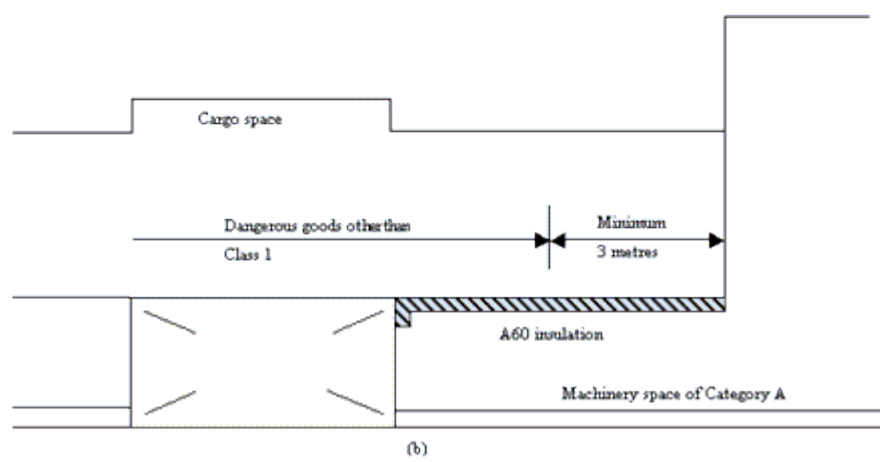 Cargo space
Dangerous goods otherthan
Class 1
Minimum
3 metres
A60 insulation
Machinery space of Category A
(b)